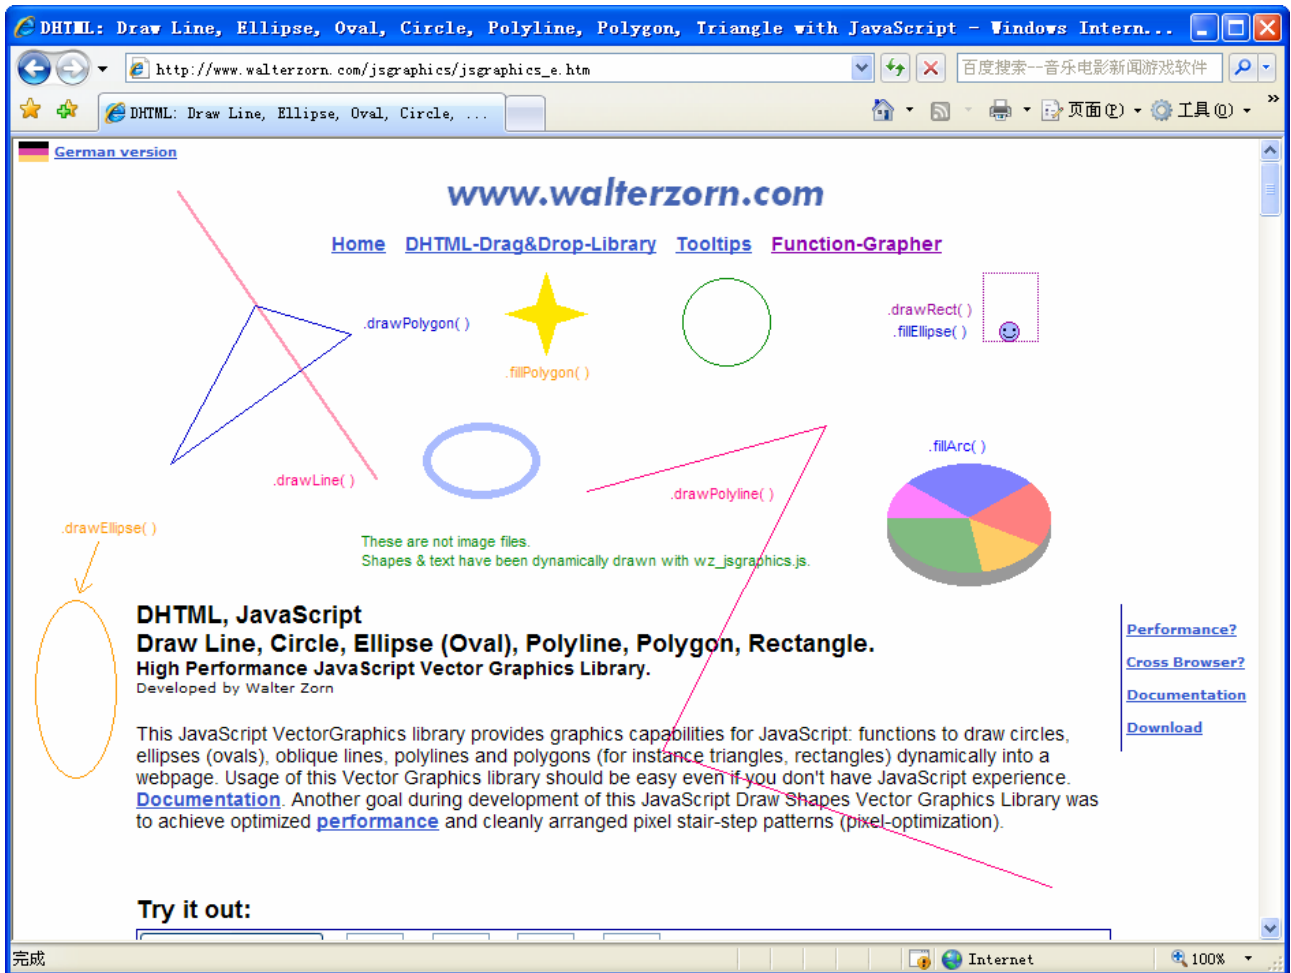 DHTML: Draw Line, Ellipse, Oval, Circle, Polyline, Polygon, Triangle with JavaScript - Windows Intern...
http://www.walterzorn.com/jsgraphics/jsgraphics_e.htm
百度搜索--音乐电影新闻游戏软件
DHTML: Draw Line, Ellipse, Oval, Circle, ...
页面(P)
工具(O)
German version
www.walterzorn.com
Home DHTML-Drag&Drop-Library Tooltips Function-Grapher
.drawPolygon( )
.fillPolygon( )
.drawRect( )
.fillEllipse( )
.drawLine( )
.drawPolyline( )
.fillArc( )
.drawEllipse( )
These are not image files.
Shapes & text have been dynamically drawn with wz_jsgraphics.js.
DHTML, JavaScript
Draw Line, Circle, Ellipse (Oval), Polyline, Polygon, Rectangle.
High Performance JavaScript Vector Graphics Library.
Developed by Walter Zorn
Performance?
Cross Browser?
Documentation
Download
This JavaScript VectorGraphics library provides graphics capabilities for JavaScript: functions to draw circles,
ellipses (ovals), oblique lines, polylines and polygons (for instance triangles, rectangles) dynamically into a
webpage. Usage of this Vector Graphics library should be easy even if you don't have JavaScript experience.
Documentation. Another goal during development of this JavaScript Draw Shapes Vector Graphics Library was
to achieve optimized performance and cleanly arranged pixel stair-step patterns (pixel-optimization).
Try it out:
完成
Internet
100%